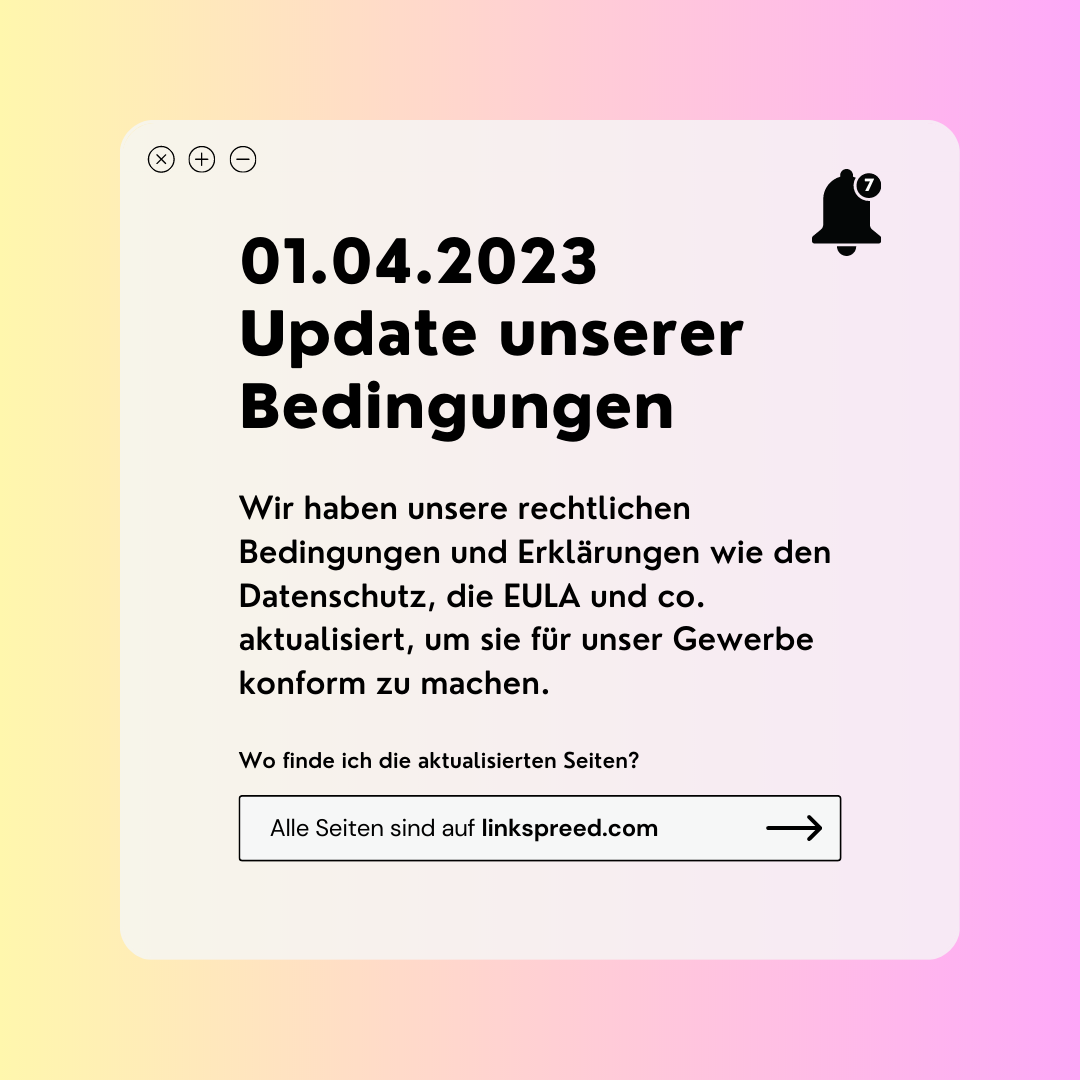 7
01.04.2023
Update unserer
Bedingungen
Wir haben unsere rechtlichen
Bedingungen und Erklärungen wie den
Datenschutz, die EULA und co.
aktualisiert, um sie für unser Gewerbe
konform zu machen.
Wo finde ich die aktualisierten Seiten?
Alle Seiten sind auf linkspreed.com